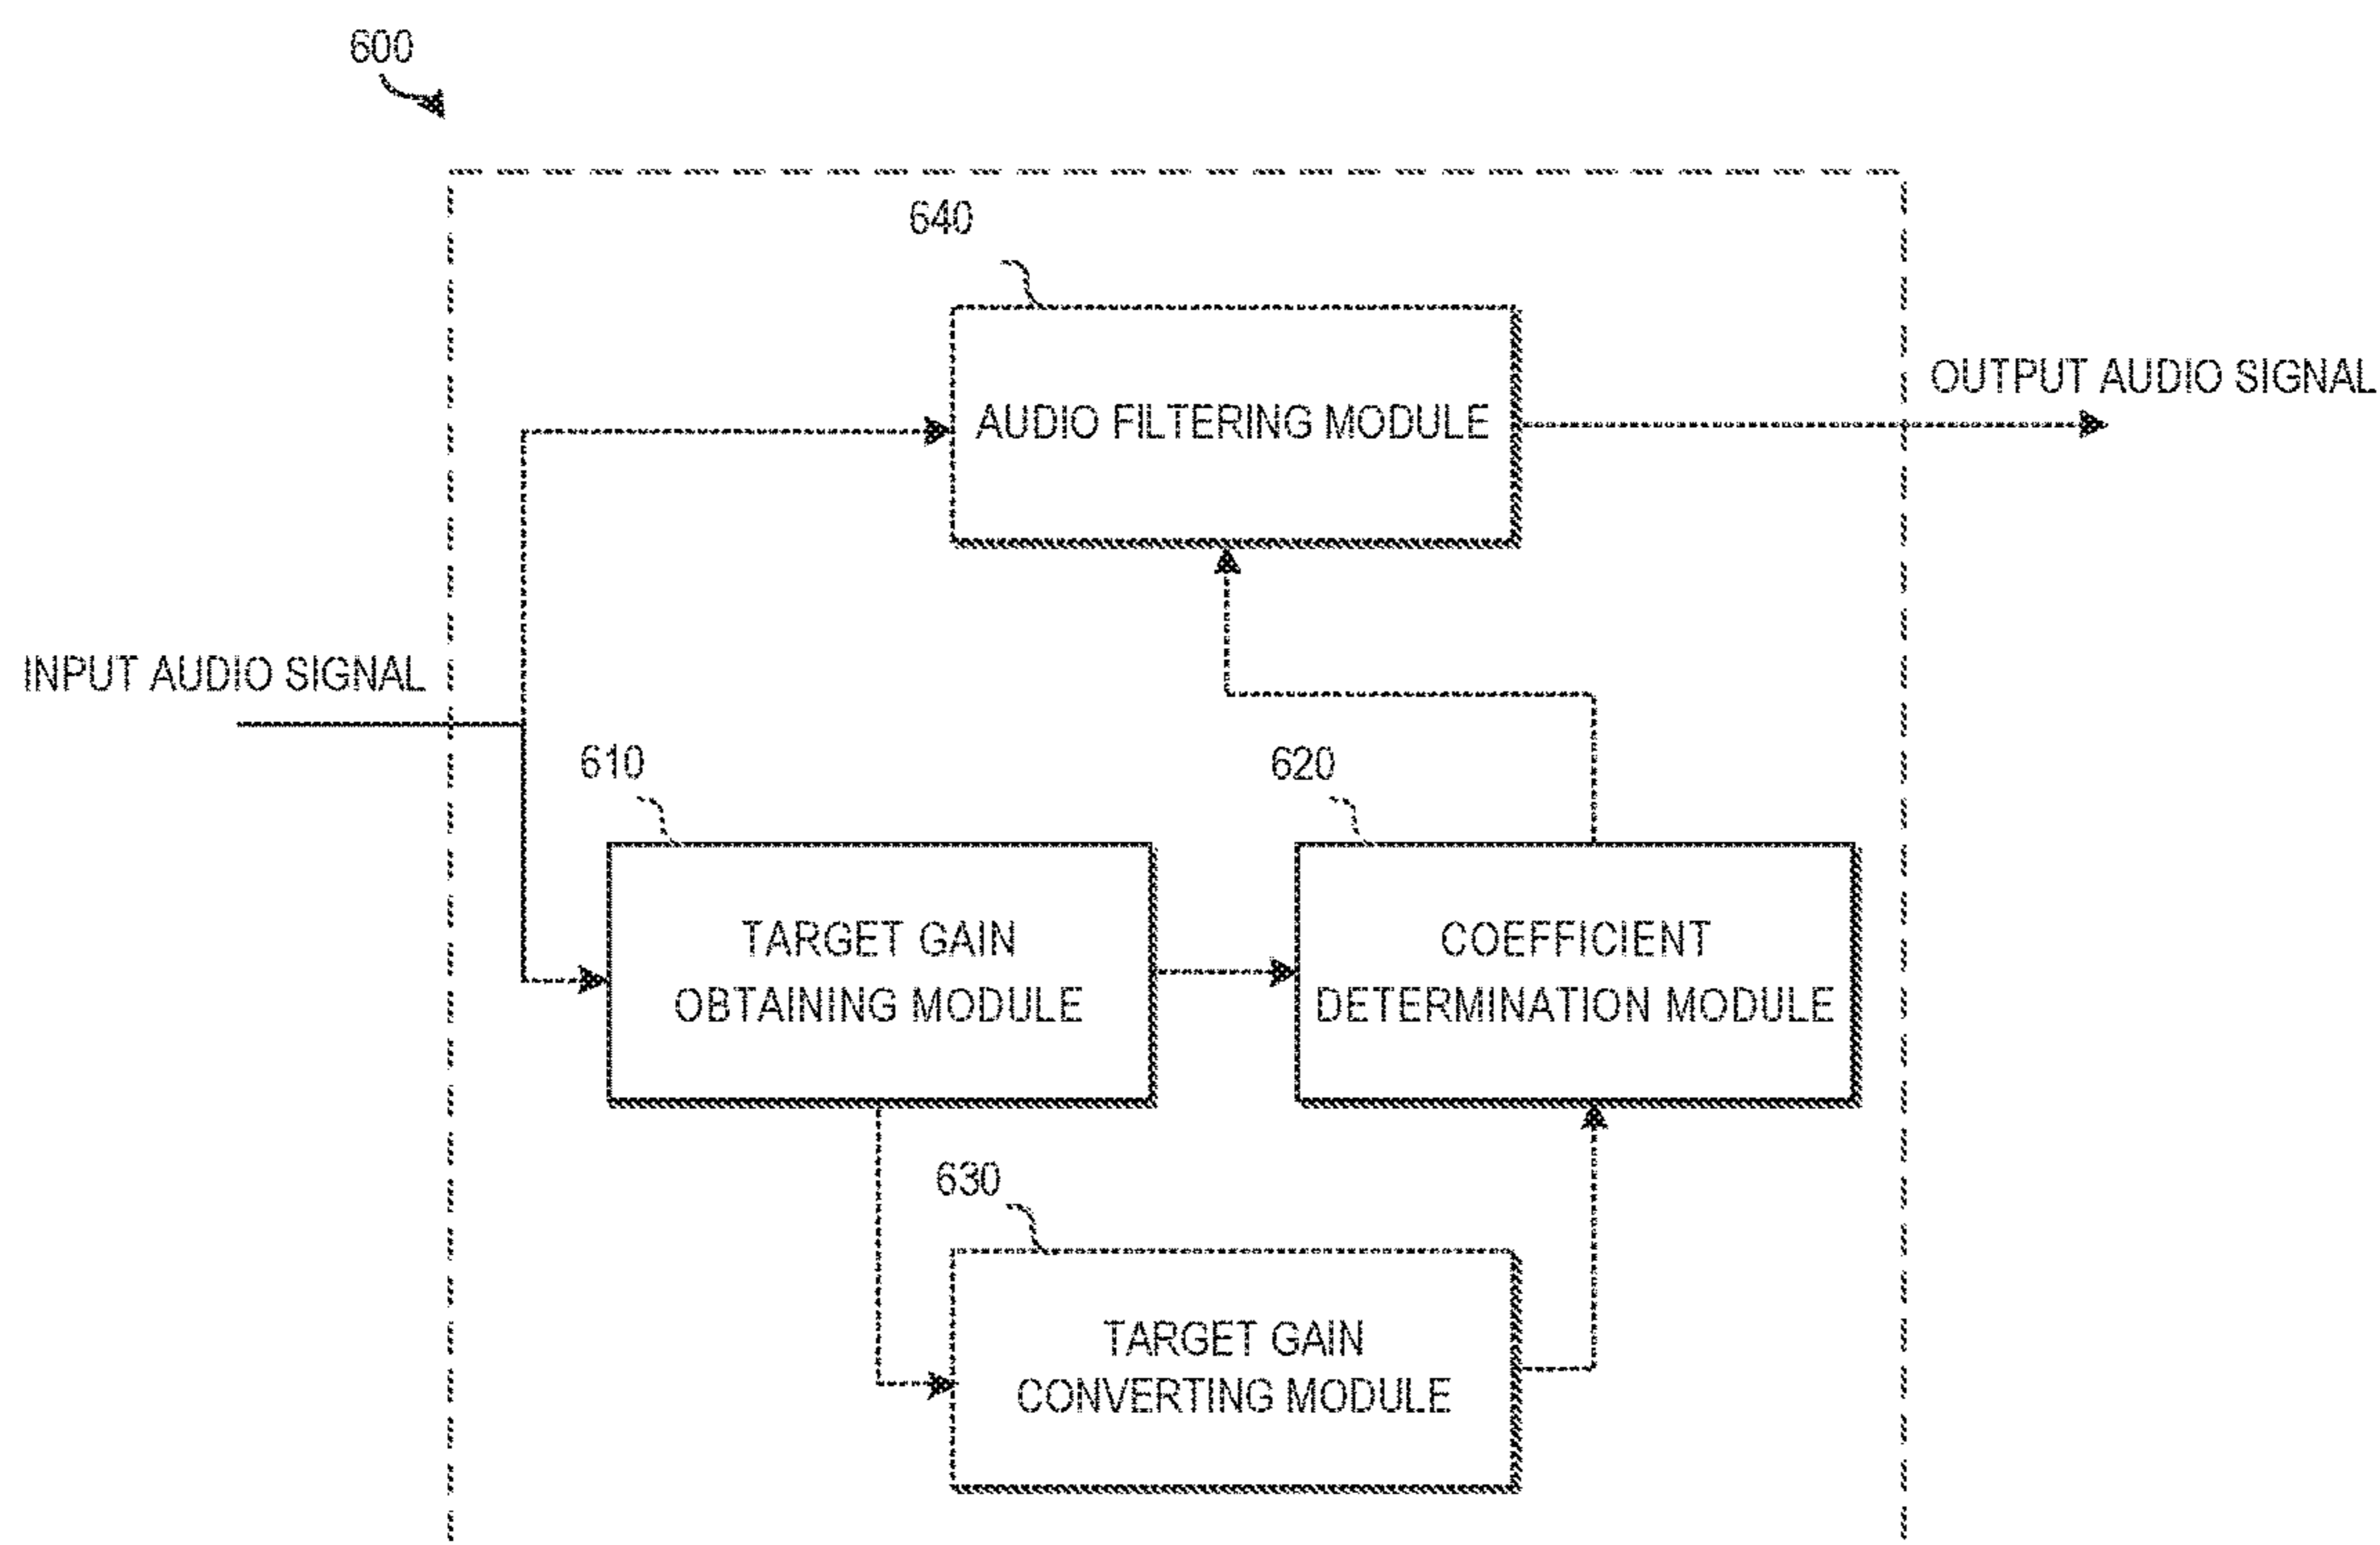 600
640
AUDIO FILTERING MODULE
OUTPUT AUDIO SIGNAL
INPUT AUDIO SIGNAL
610
620
TARGET GAIN
OBTAINING MODULE
COEFFICIENT
DETERMINATION MODULE
630
TARGET GAIN
CONVERTING MODULE